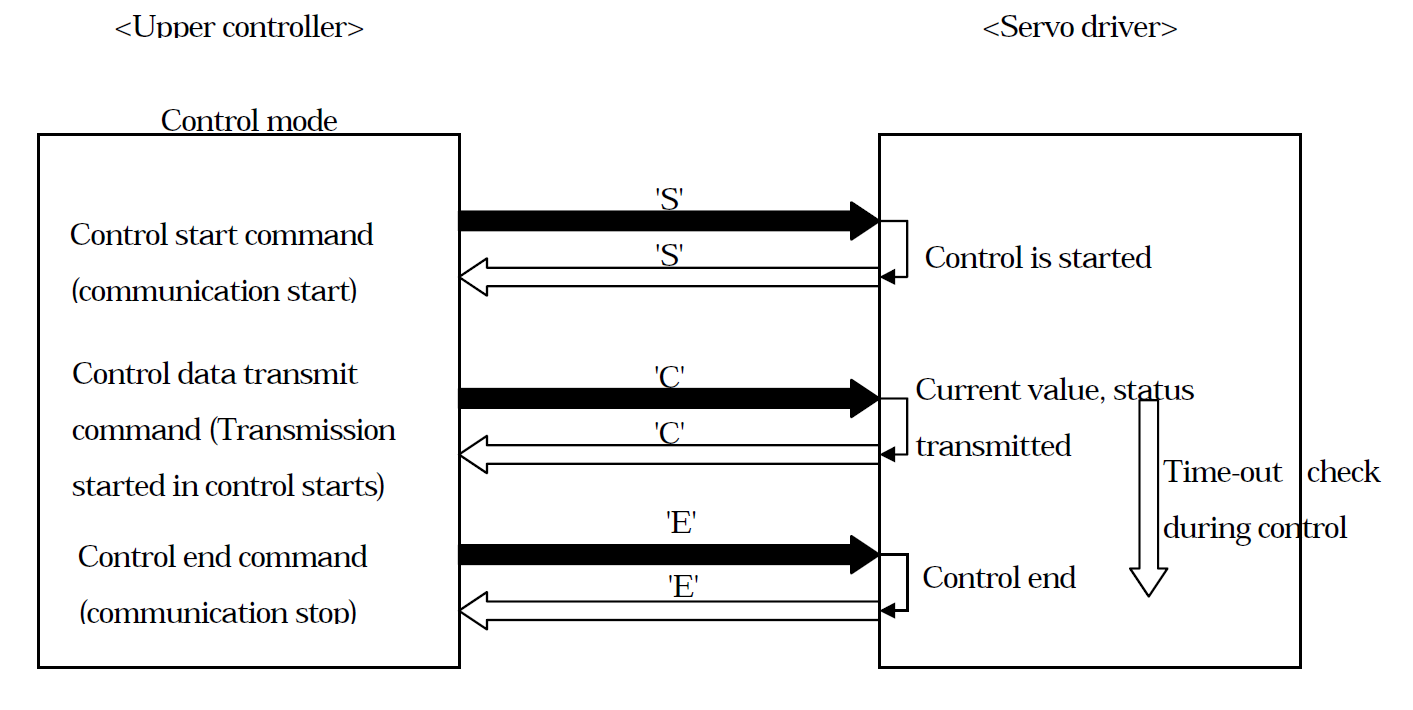 <Upper controller>
<Servo driver>
Control mode
Control start command
(communication start)
'S'
'S'
Control is started
Control data transmit
command (Transmission
started in control starts)
'C'
'C'
Current value, status
transmitted
Time-out check
during control
Control end command
(communication stop)
'E'
'E'
Control end